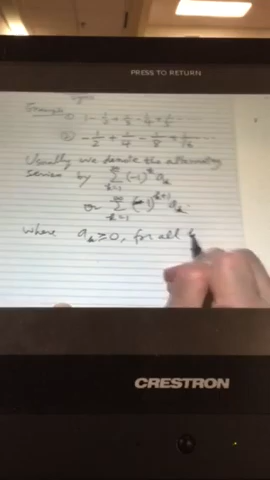 PRESS TO RETURN
Example ① 1 - 1/2 + 1/3 - 1/4 + 1/5 ......
② - 1/2 + 1/4 - 1/8 + 1/16 ....
Usually we denote the alternating
series by ∑_{k=1}^{∞} (-1)^k a_k
or ∑_{k=1}^{∞} (-1)^{k+1} a_k.
where a_k ≥ 0, for all
CRESTRON